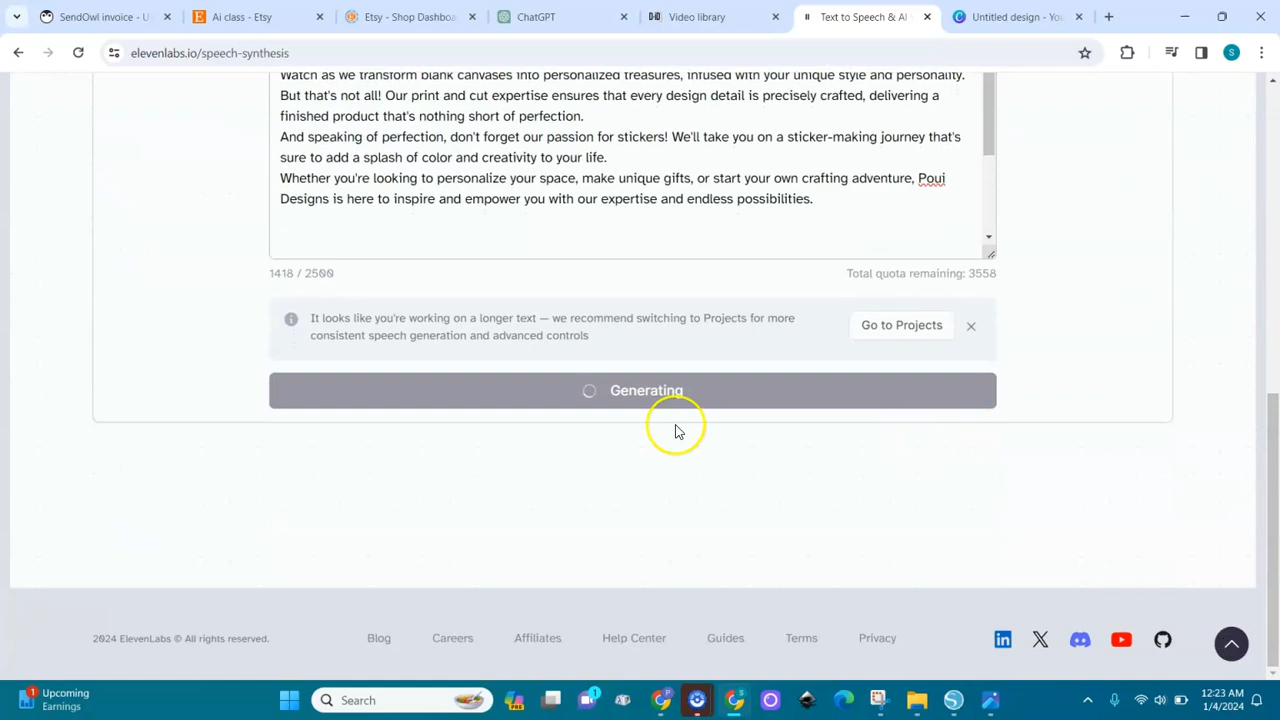 SendOwl invoice - U
Ai class - Etsy
Etsy - Shop Dashboa
ChatGPT
Video library
Text to Speech & AI
Untitled design - You
elevenlabs.io/speech-synthesis
S
Watch as we transform blank canvases into personalized treasures, infused with your unique style and personality.
But that's not all! Our print and cut expertise ensures that every design detail is precisely crafted, delivering a
finished product that's nothing short of perfection.
And speaking of perfection, don't forget our passion for stickers! We'll take you on a sticker-making journey that's
sure to add a splash of color and creativity to your life.
Whether you're looking to personalize your space, make unique gifts, or start your own crafting adventure, Poui
Designs is here to inspire and empower you with our expertise and endless possibilities.
1418 / 2500
Total quota remaining: 3558
It looks like you're working on a longer text — we recommend switching to Projects for more
consistent speech generation and advanced controls
Go to Projects
Generating
2024 ElevenLabs © All rights reserved.
Blog
Careers
Affiliates
Help Center
Guides
Terms
Privacy
1
Upcoming
Earnings
Search
1
12:23 AM
1/4/2024